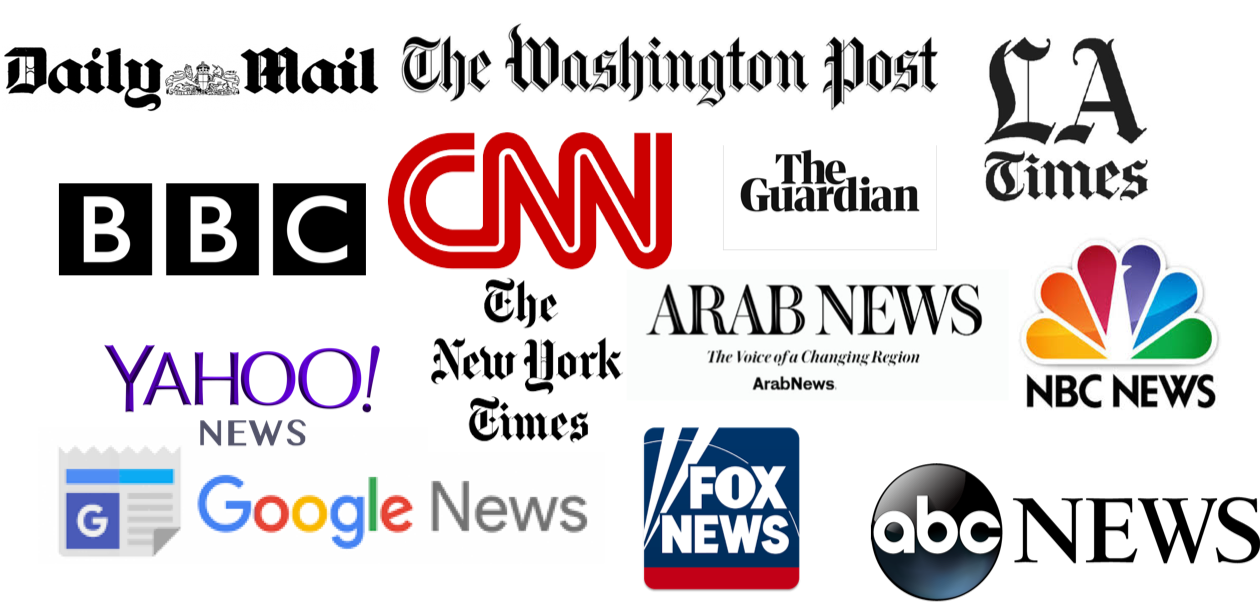 Daily Mail
The Washington Post
LA
Times
BBC
CNN
The
Guardian
The
New York
Times
ARAB NEWS
The Voice of a Changing Region
ArabNews
NBC NEWS
YAHOO!
NEWS
G
Google News
FOX
NEWS
abc NEWS